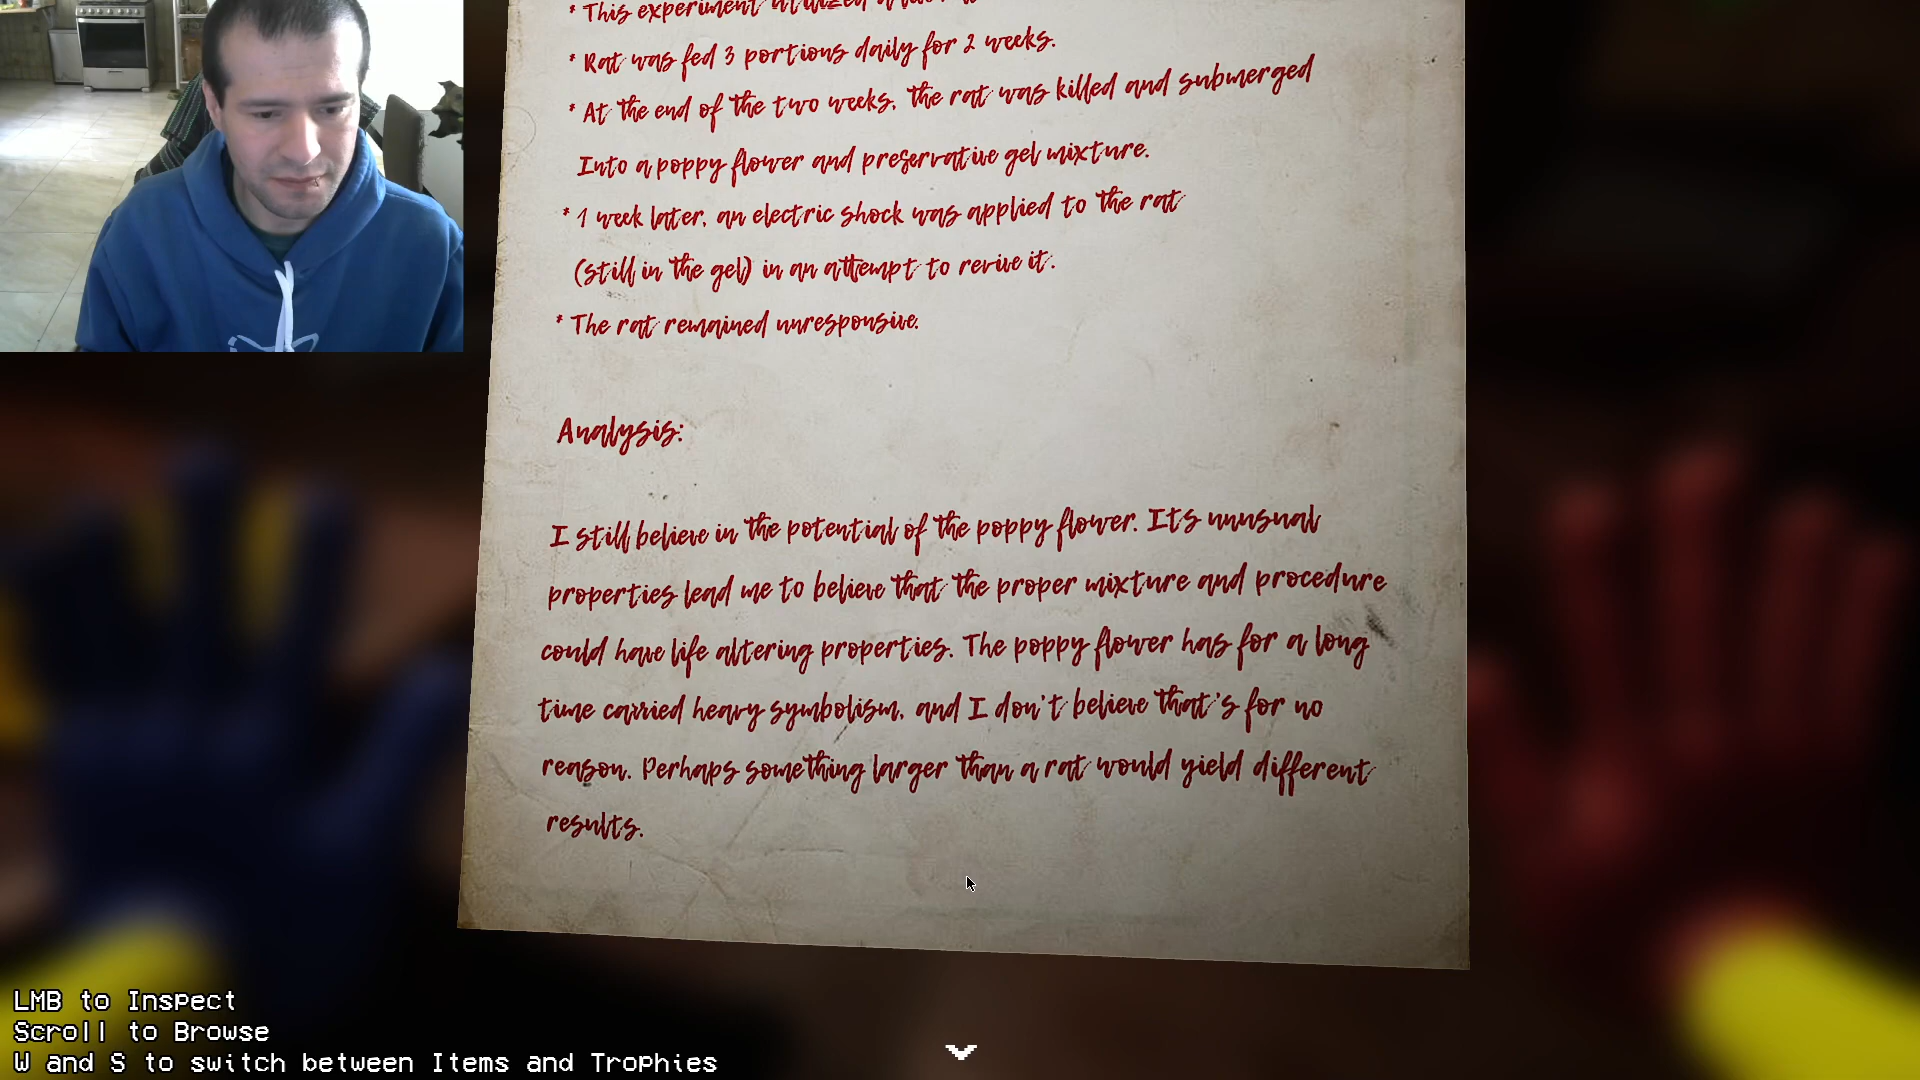 * This experiment utilized a
* Rat was fed 3 portions daily for 2 weeks.
* At the end of the two weeks, the rat was killed and submerged
Into a poppy flower and preservative gel mixture.
* 1 week later, an electric shock was applied to the rat
(still in the gel) in an attempt to revive it.
* The rat remained unresponsive.
Analysis:
I still believe in the potential of the poppy flower. Its unusual
properties lead me to believe that the proper mixture and procedure
could have life altering properties. The poppy flower has for a long
time carried heavy symbolism, and I don't believe that's for no
reason. Perhaps something larger than a rat would yield different
results.
LMB to Inspect
Scroll to Browse
W and S to switch between Items and Trophies